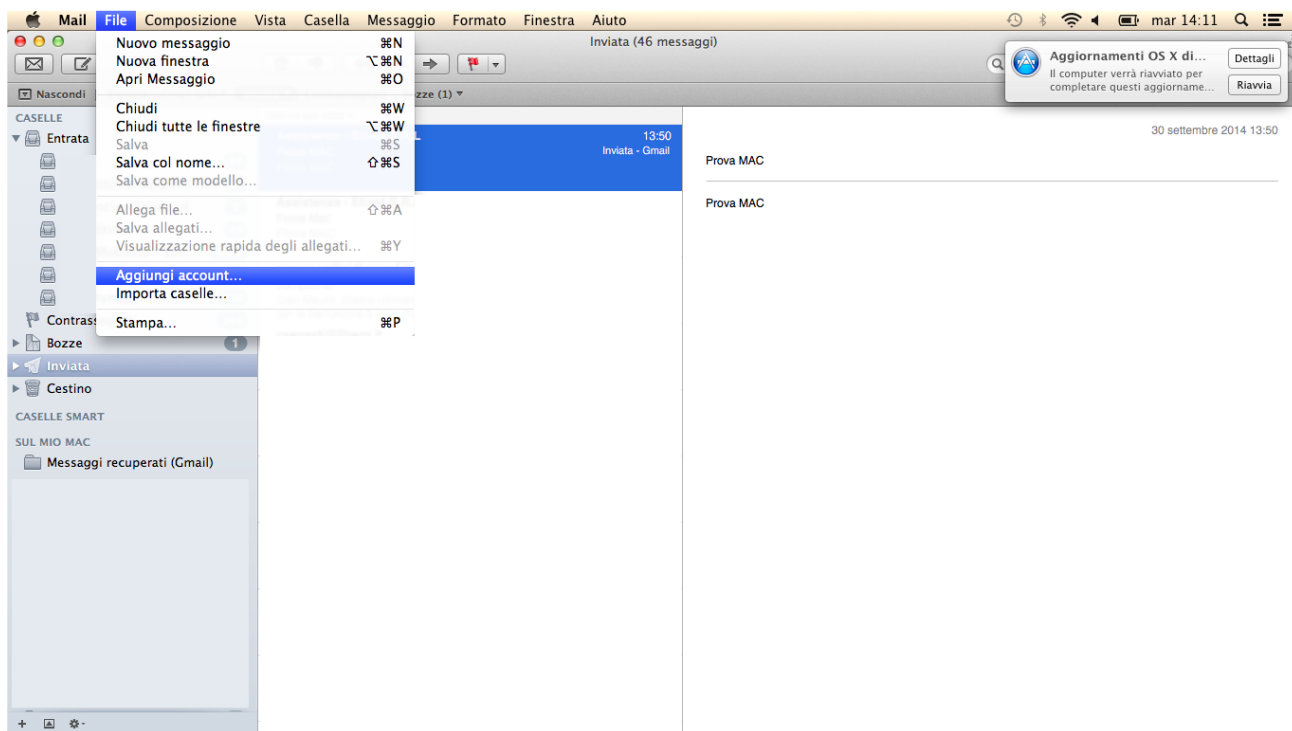 Mail File Composizione Vista Casella Messaggio Formato Finestra Aiuto mar 14:11
Inviata (46 messaggi)
Nascondi
zze (1)
Nuovo messaggio ⌘N
Nuova finestra ⌥⌘N
Apri Messaggio ⌘O
Chiudi ⌘W
Chiudi tutte le finestre ⌥⌘W
Salva ⌘S
Salva col nome... ⇧⌘S
Salva come modello...
Allega file... ⇧⌘A
Salva allegati...
Visualizzazione rapida degli allegati... ⌘Y
Aggiungi account...
Importa caselle...
Stampa... ⌘P
Aggiornamenti OS X di...
Il computer verrà riavviato per
completare questi aggiorname...
Dettagli
Riavvia
CASELLE
Entrata
Contrass
Bozze 1
Inviata
Cestino
CASELLE SMART
SUL MIO MAC
Messaggi recuperati (Gmail)
13:50
Inviata - Gmail
30 settembre 2014 13:50
Prova MAC
Prova MAC